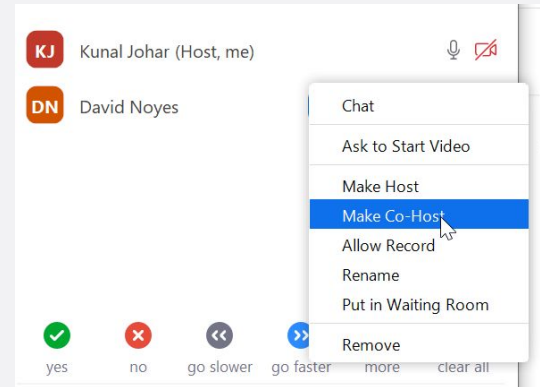 KJ Kunal Johar (Host, me)
DN David Noyes
Chat
Ask to Start Video
Make Host
Make Co-Host
Allow Record
Rename
Put in Waiting Room
Remove
yes no go slower go faster more clear all